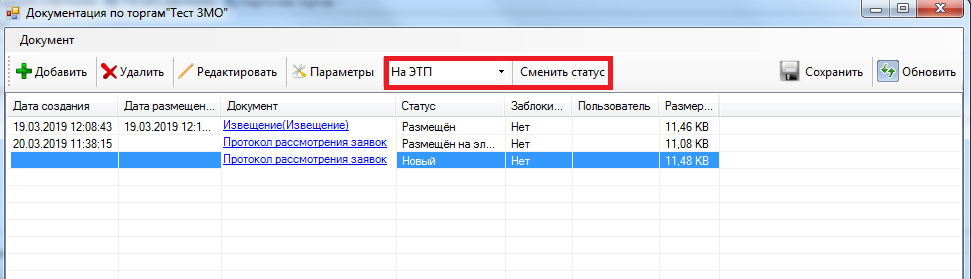 Документация по торгам"Тест ЗМО"
Документ
Добавить Удалить Редактировать Параметры На ЭТП Сменить статус Сохранить Обновить
Дата создания Дата размещен... Документ Статус Заблоки... Пользователь Размер...
19.03.2019 12:08:43 19.03.2019 12:1... Извещение(Извещение) Размещён Нет 11,46 KB
20.03.2019 11:38:15 Протокол рассмотрения заявок Размещён на эл... Нет 11,08 KB
Протокол рассмотрения заявок Новый Нет 11,48 KB